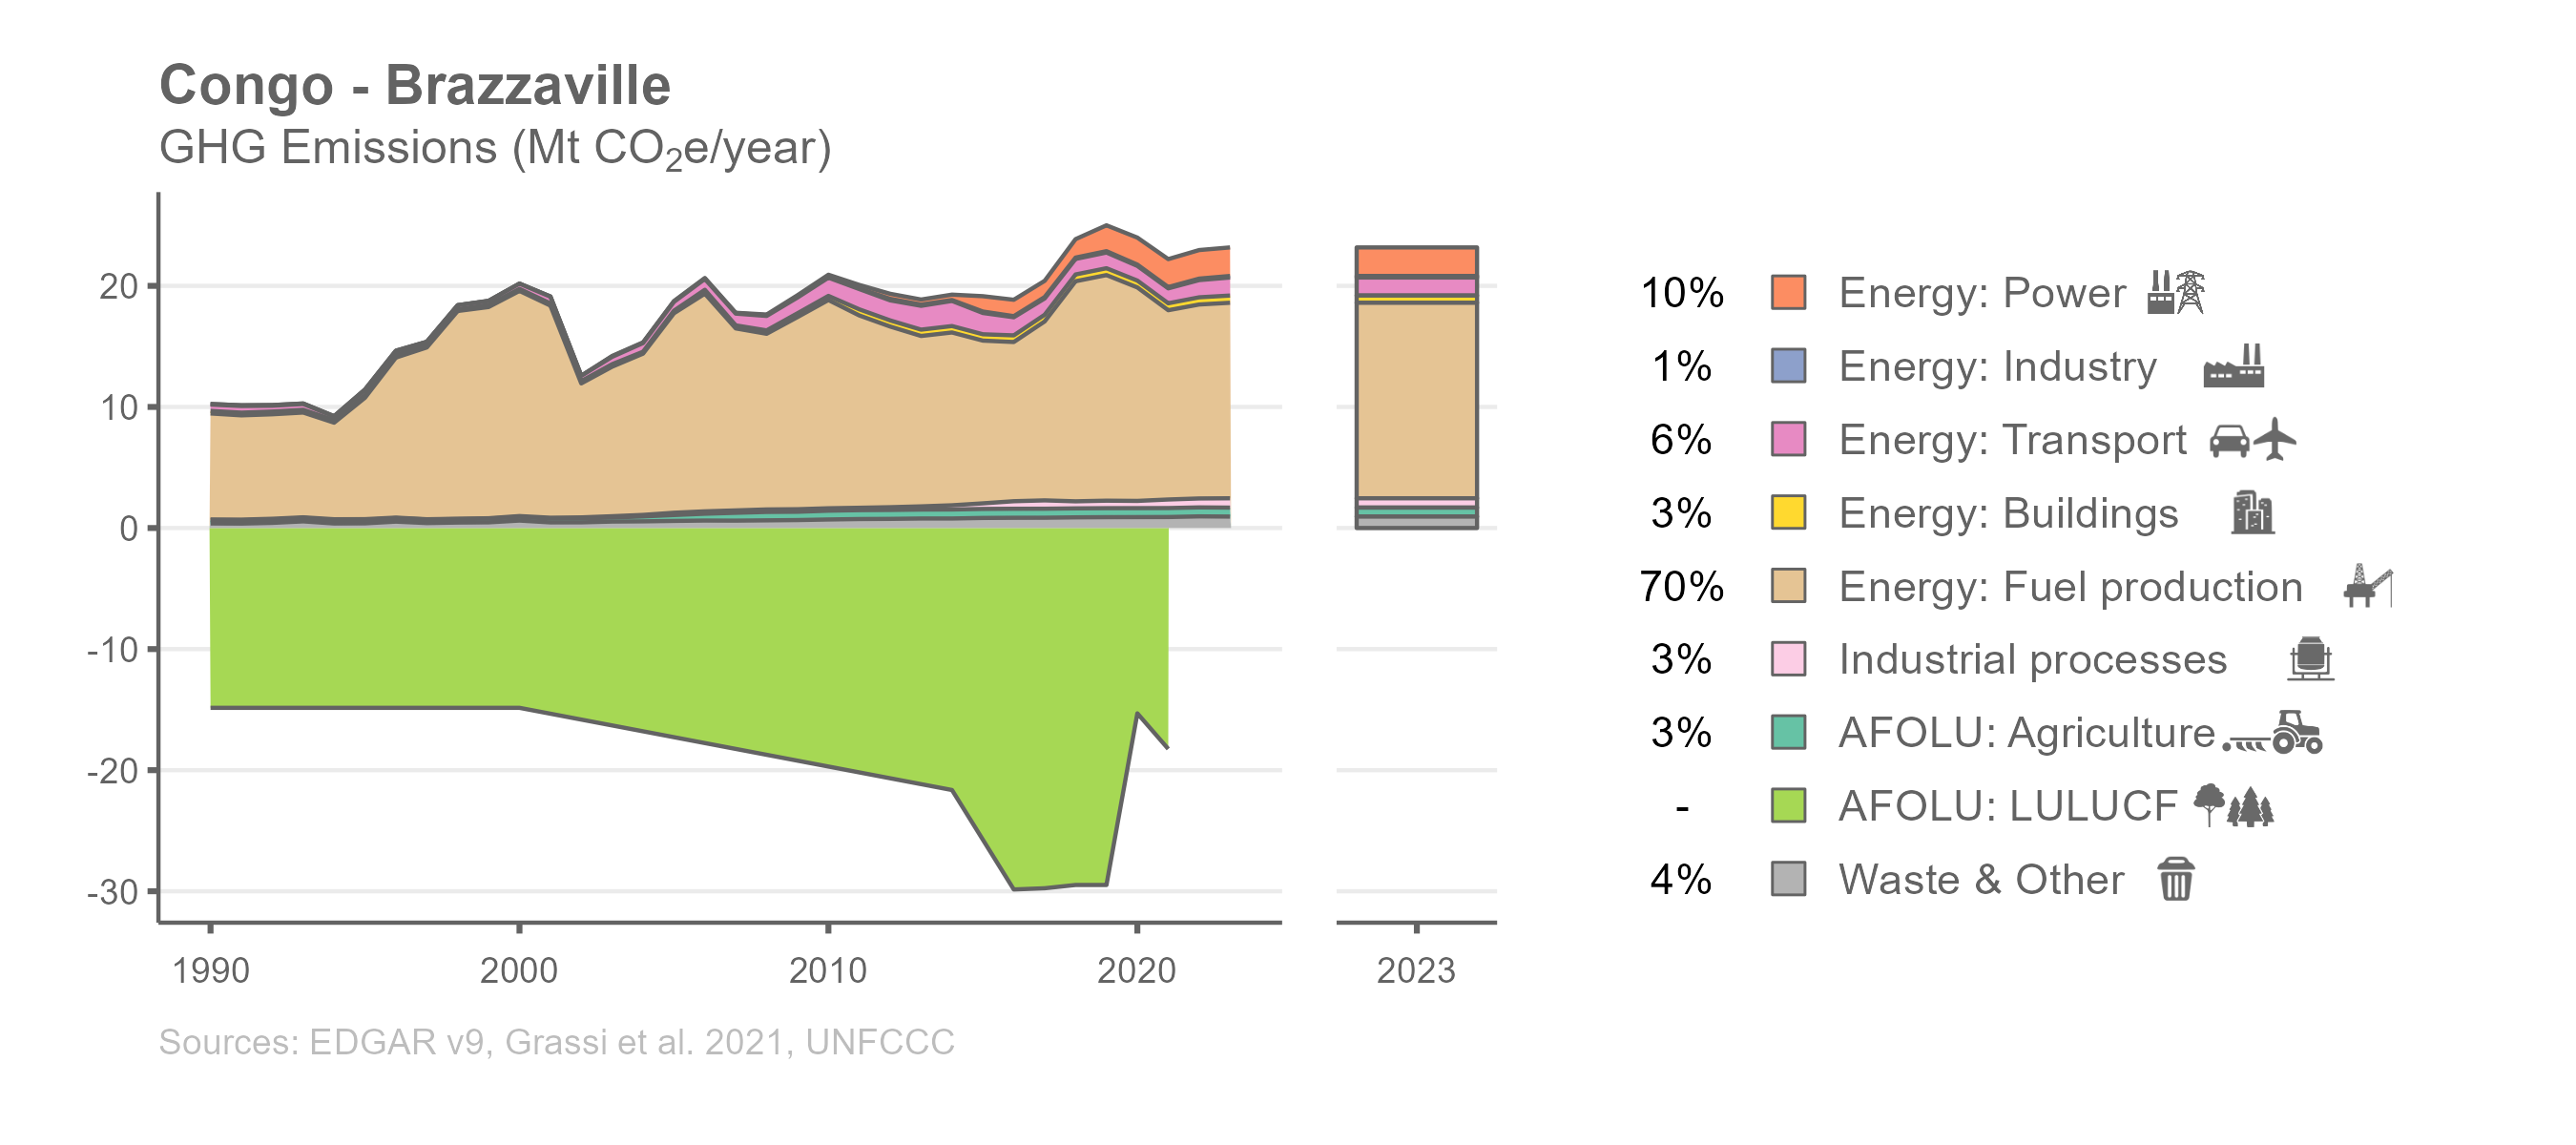 Congo - Brazzaville
GHG Emissions (Mt CO₂e/year)
20
10
0
-10
-20
-30
1990
2000
2010
2020
2023
10% Energy: Power
1% Energy: Industry
6% Energy: Transport
3% Energy: Buildings
70% Energy: Fuel production
3% Industrial processes
3% AFOLU: Agriculture
- AFOLU: LULUCF
4% Waste & Other
Sources: EDGAR v9, Grassi et al. 2021, UNFCCC